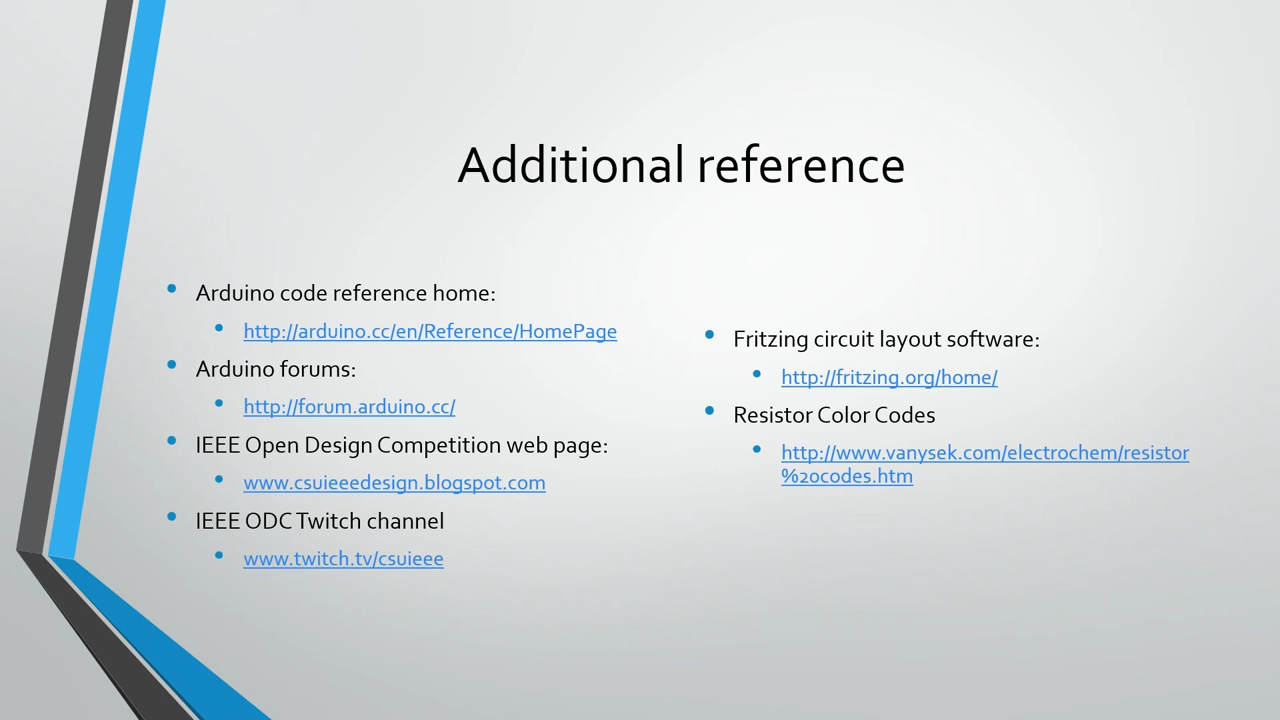 Additional reference
Arduino code reference home:
http://arduino.cc/en/Reference/HomePage
Arduino forums:
http://forum.arduino.cc/
IEEE Open Design Competition web page:
www.csuieeedesign.blogspot.com
IEEE ODC Twitch channel
www.twitch.tv/csuieee
Fritzing circuit layout software:
http://fritzing.org/home/
Resistor Color Codes
http://www.vanysek.com/electrochem/resistor
%20codes.htm